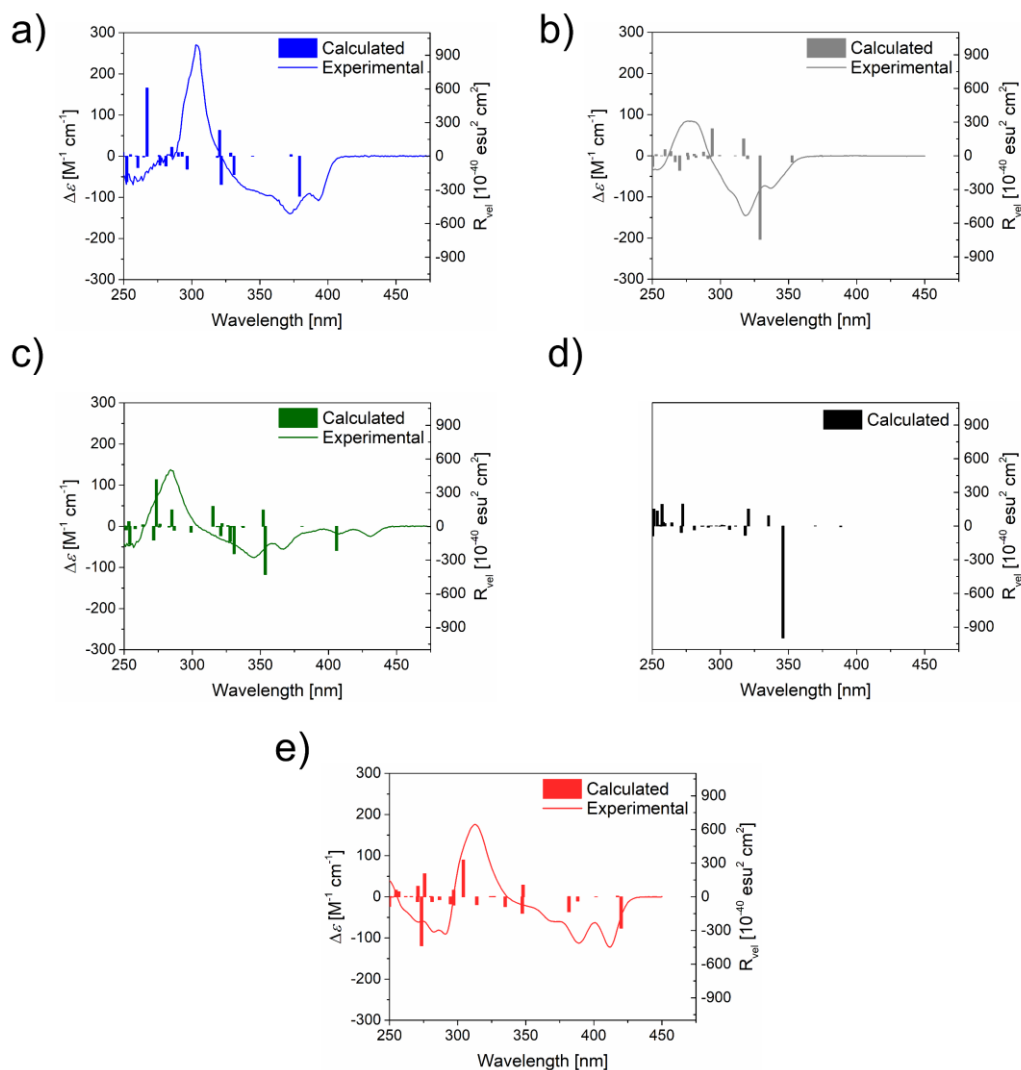 a)
300
200
100
0
-100
-200
-300
Δε [M⁻¹ cm⁻¹]
Calculated
Experimental
900
600
300
0
-300
-600
-900
R_vel [10⁻⁴⁰ esu² cm²]
250 300 350 400 450
Wavelength [nm]
b)
300
200
100
0
-100
-200
-300
Δε [M⁻¹ cm⁻¹]
Calculated
Experimental
900
600
300
0
-300
-600
-900
R_vel [10⁻⁴⁰ esu² cm²]
250 300 350 400 450
Wavelength [nm]
c)
300
200
100
0
-100
-200
-300
Δε [M⁻¹ cm⁻¹]
Calculated
Experimental
900
600
300
0
-300
-600
-900
R_vel [10⁻⁴⁰ esu² cm²]
250 300 350 400 450
Wavelength [nm]
d)
Calculated
900
600
300
0
-300
-600
-900
R_vel [10⁻⁴⁰ esu² cm²]
250 300 350 400 450
Wavelength [nm]
e)
300
200
100
0
-100
-200
-300
Δε [M⁻¹ cm⁻¹]
Calculated
Experimental
900
600
300
0
-300
-600
-900
R_vel [10⁻⁴⁰ esu² cm²]
250 300 350 400 450
Wavelength [nm]